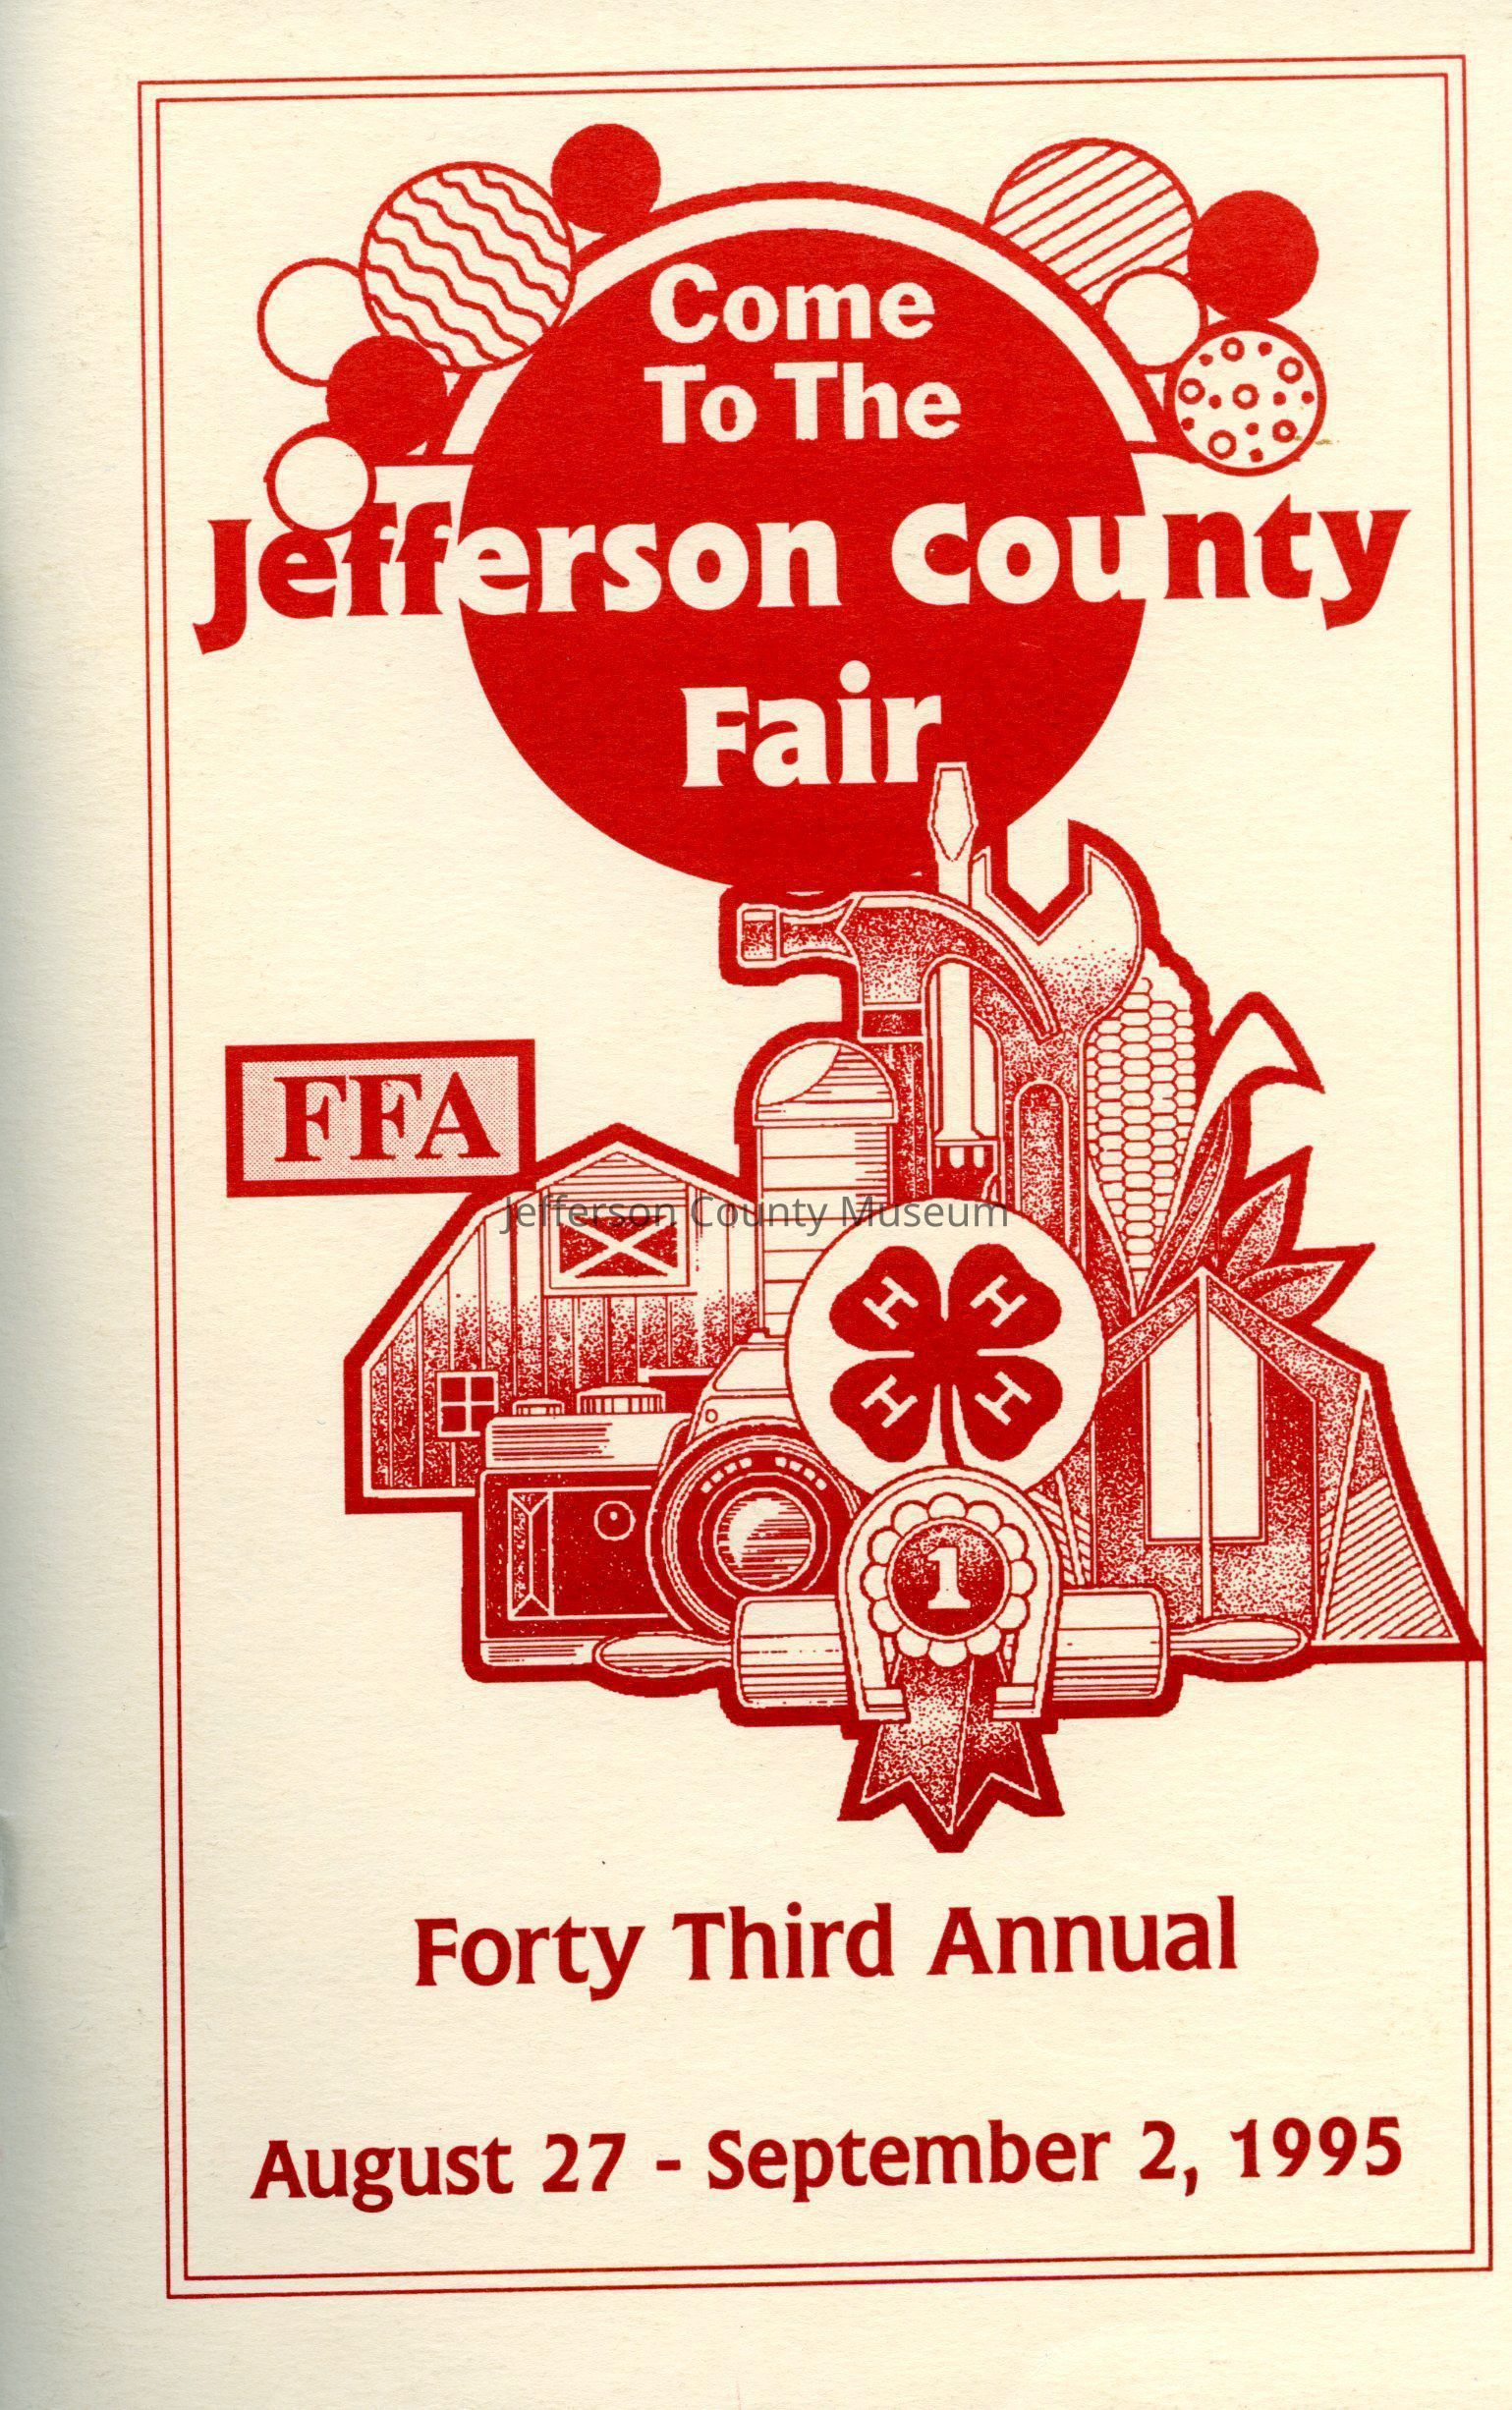 Come
To The
Jefferson County
Fair
FFA
Jefferson County Museum
H H
H H
1
Forty Third Annual
August 27 - September 2, 1995